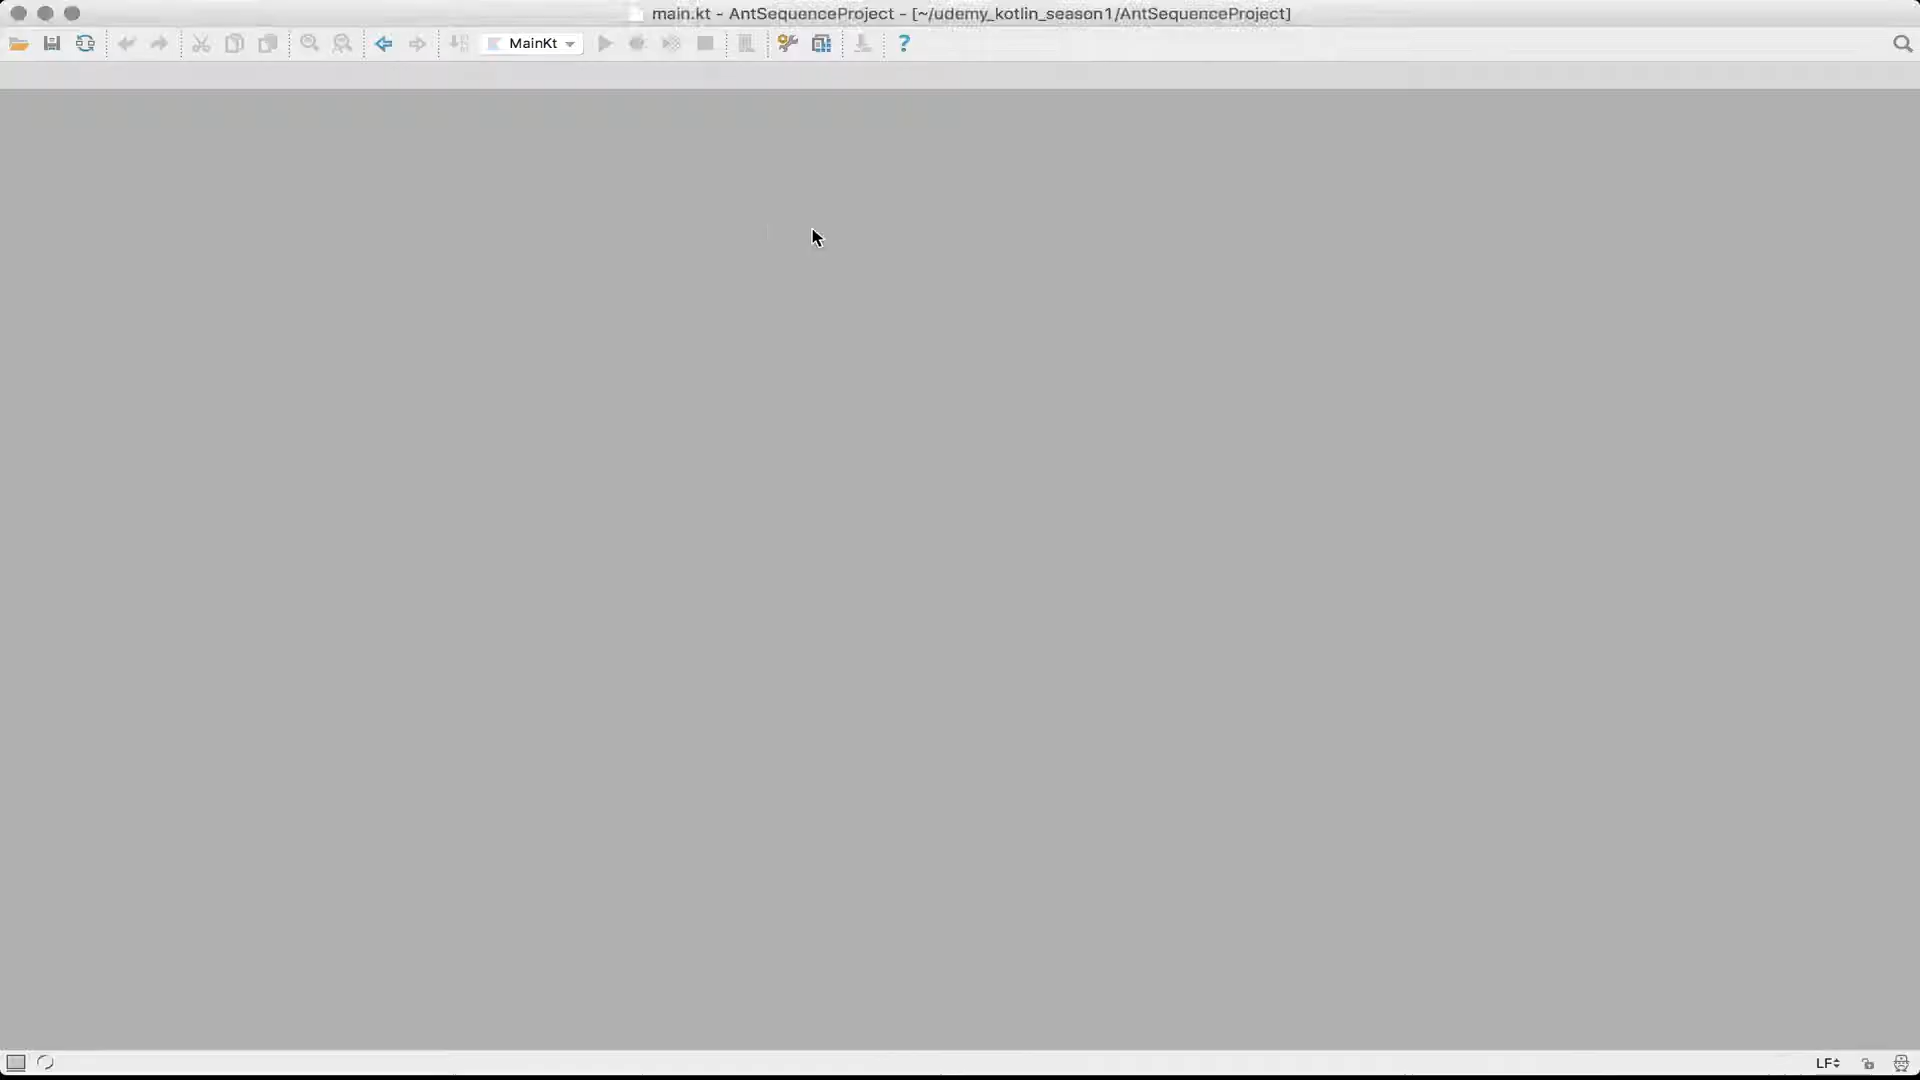 main.kt - AntSequenceProject - [~/udemy_kotlin_season1/AntSequenceProject]
MainKt
?
LF